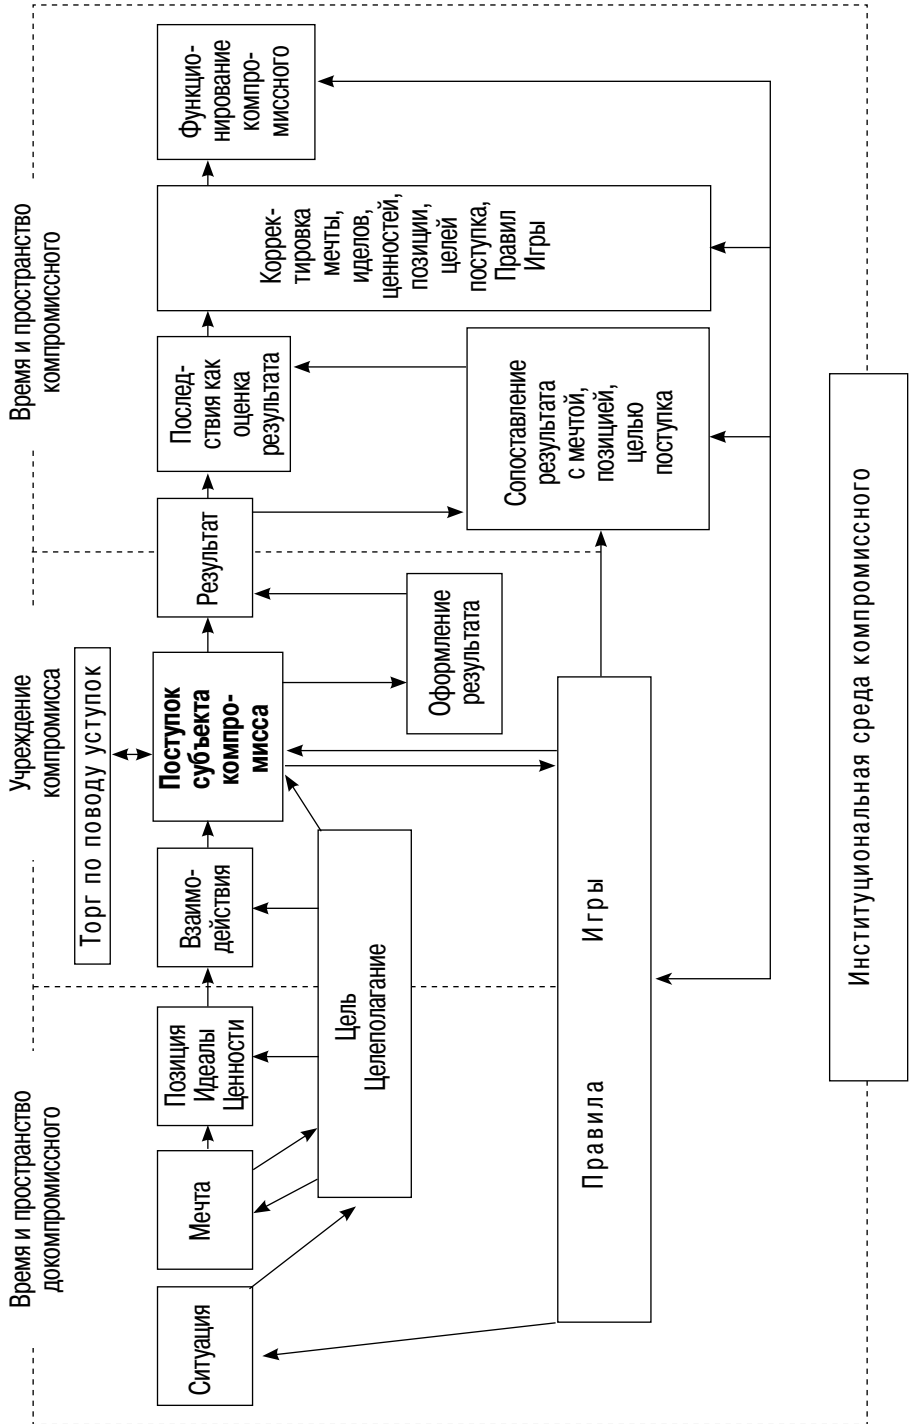 Время и пространство
докомпромиссного
Учреждение
компромисса
Время и пространство
компромиссного
Торг по поводу уступок
Ситуация
Мечта
Позиция
Идеалы
Ценности
Взаимо-
действия
Поступок
субъекта
компро-
мисса
Результат
Послед-
ствия как
оценка
результата
Коррек-
тировка
мечты,
иделов,
ценностей,
позиции,
целей
поступка,
Правил
Игры
Функцио-
нирование
компро-
миссного
Цель
Целеполагание
Оформление
результата
Сопоставление
результата
с мечтой,
позицией,
целью
поступка
Правила Игры
Институциональная среда компромиссного